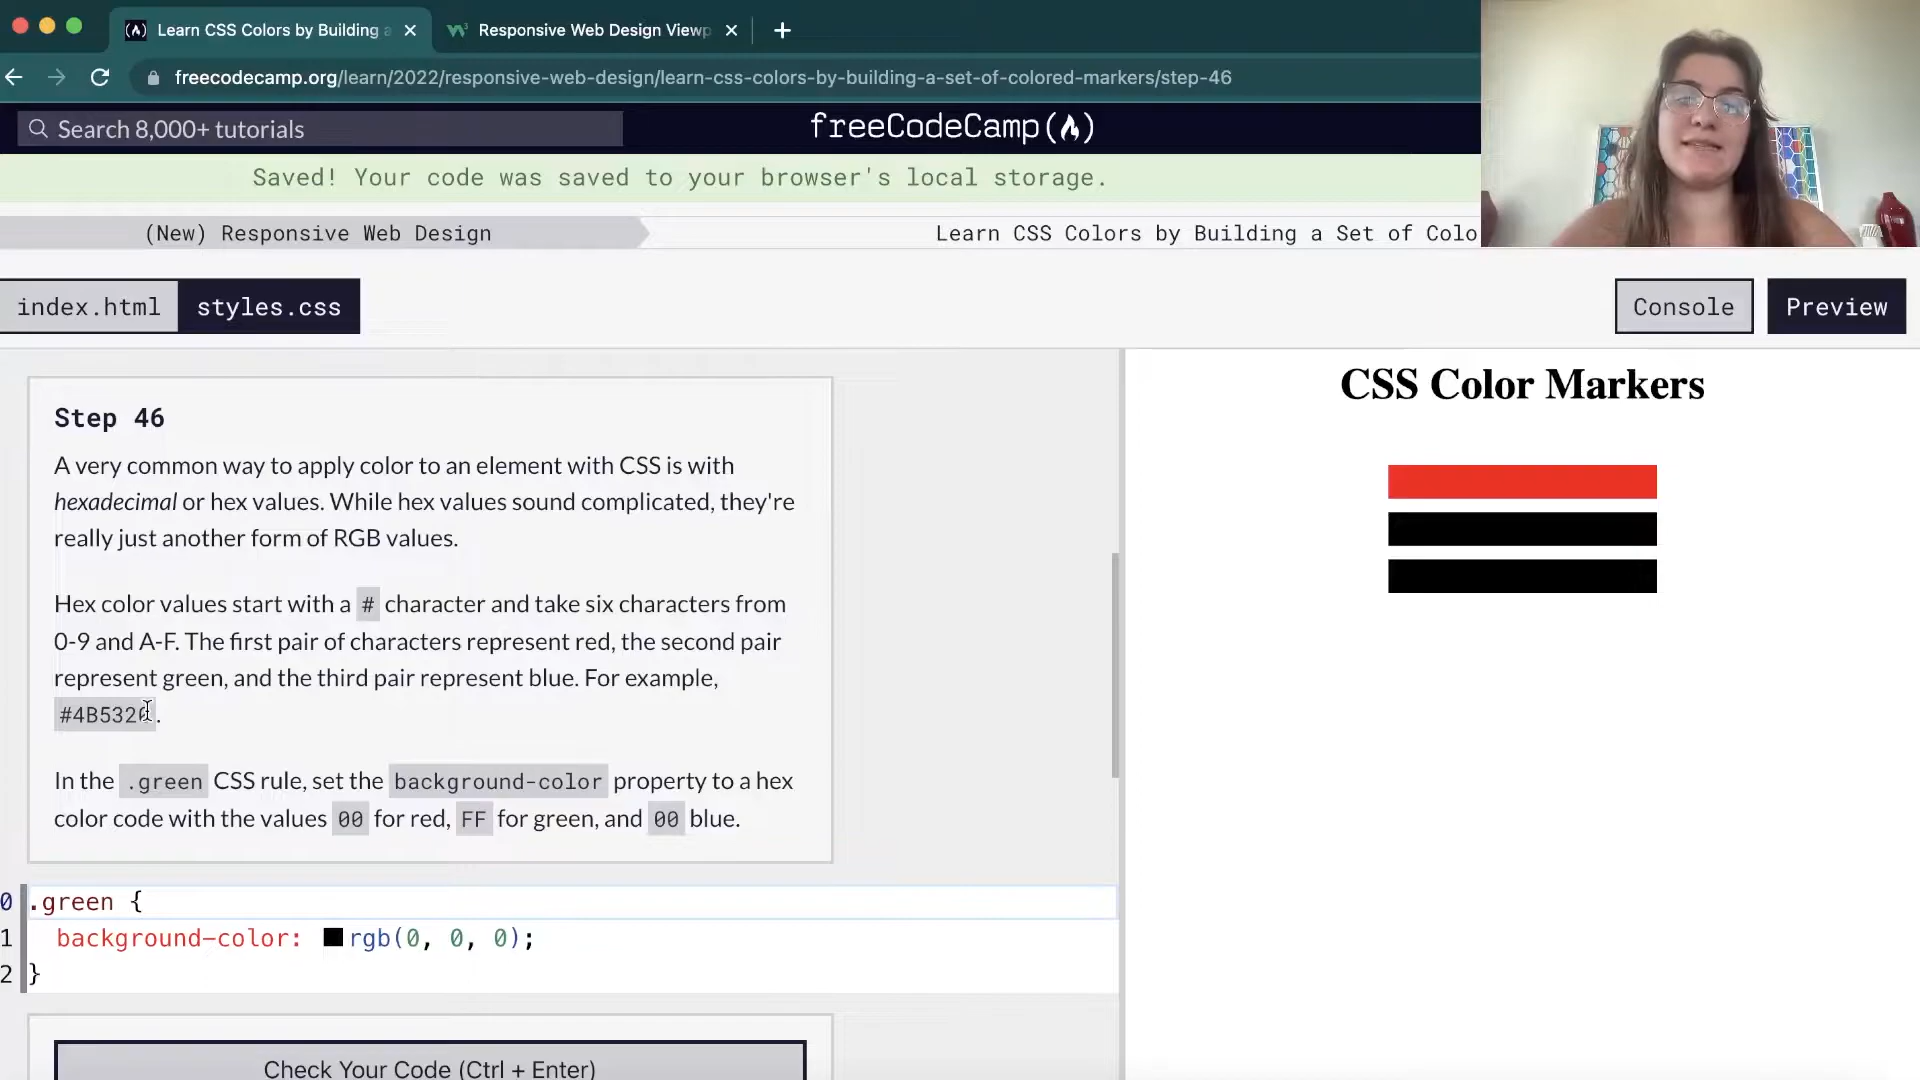 Learn CSS Colors by Building a
Responsive Web Design Viewp
freecodecamp.org/learn/2022/responsive-web-design/learn-css-colors-by-building-a-set-of-colored-markers/step-46
Search 8,000+ tutorials
freeCodeCamp
Saved! Your code was saved to your browser's local storage.
(New) Responsive Web Design
Learn CSS Colors by Building a Set of Colo
index.html
styles.css
Console
Preview
Step 46
A very common way to apply color to an element with CSS is with
hexadecimal or hex values. While hex values sound complicated, they're
really just another form of RGB values.
Hex color values start with a # character and take six characters from
0-9 and A-F. The first pair of characters represent red, the second pair
represent green, and the third pair represent blue. For example,
#4B5320.
In the .green CSS rule, set the background-color property to a hex
color code with the values 00 for red, FF for green, and 00 blue.
0 .green {
1 background-color: rgb(0, 0, 0);
2 }
Check Your Code (Ctrl + Enter)
CSS Color Markers